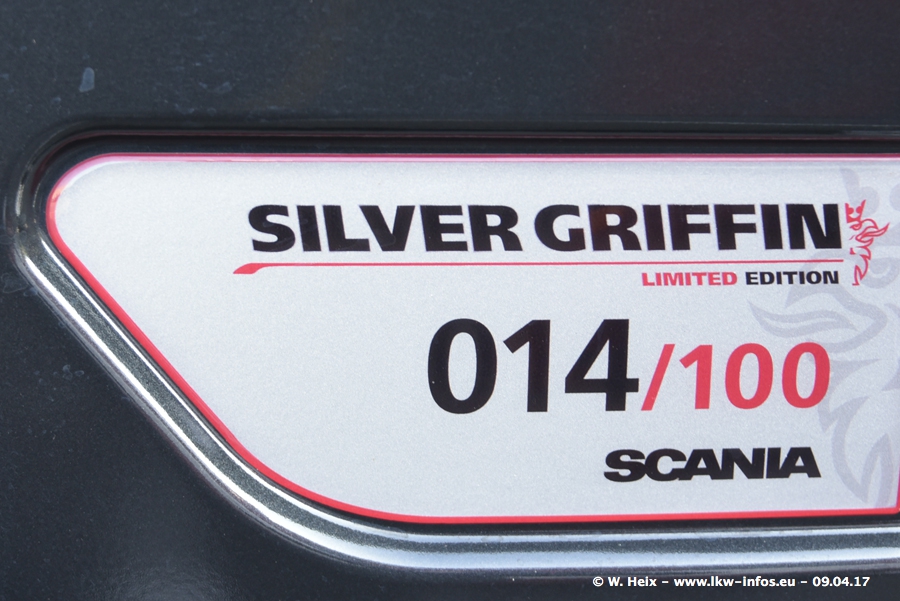 SILVER GRIFFIN
LIMITED EDITION
014/100
SCANIA
© W. Heix – www.lkw-infos.eu – 09.04.17